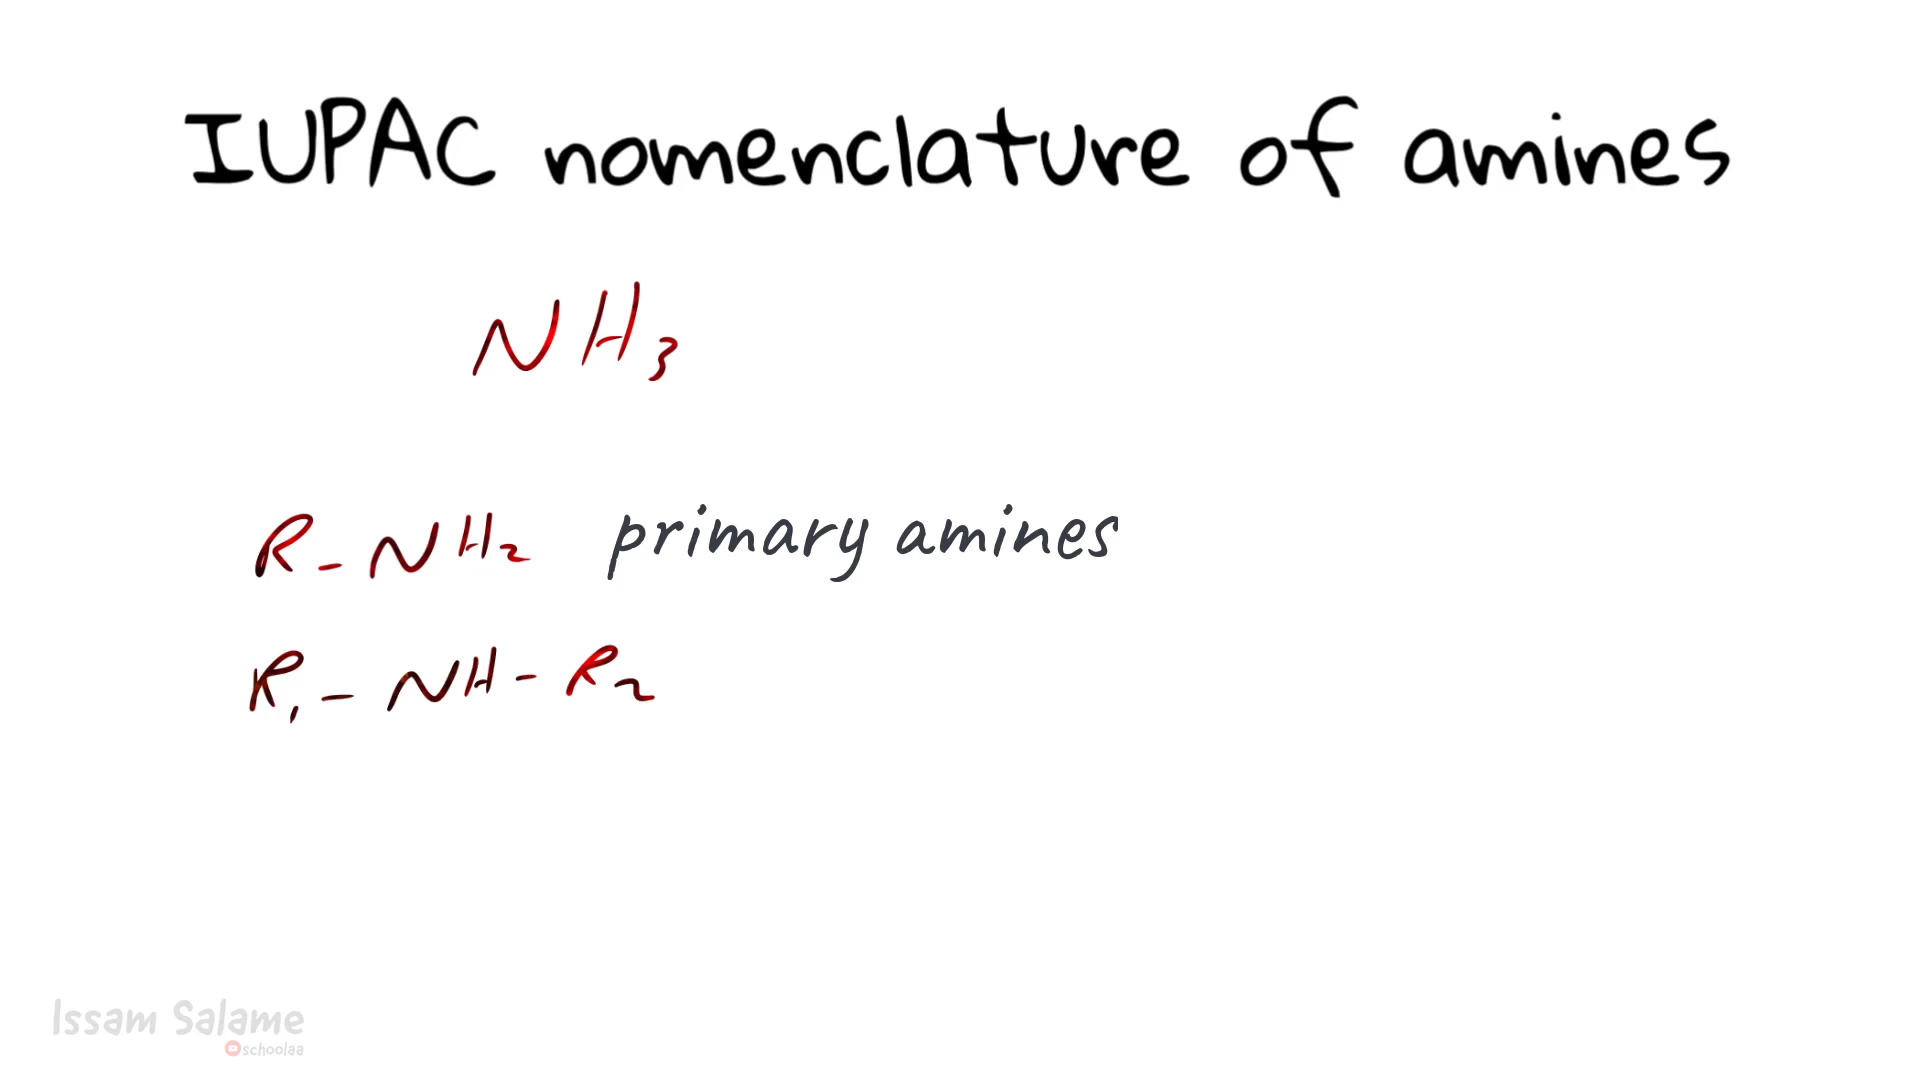 IUPAC nomenclature of amines
NH₃
R-NH₂ primary amines
R₁-NH-R₂
Issam Salame
schoolaa